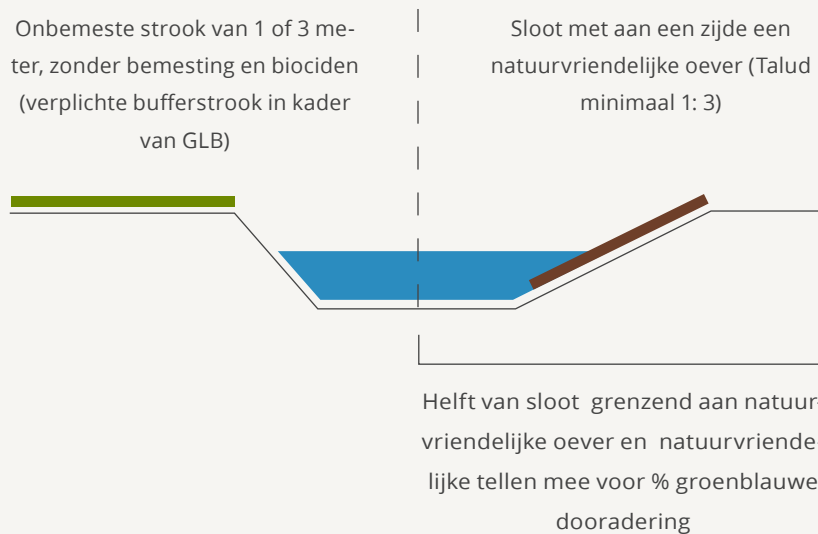 Onbemeste strook van 1 of 3 me-
ter, zonder bemesting en biociden
(verplichte bufferstrook in kader
van GLB)
Sloot met aan een zijde een
natuurvriendelijke oever (Talud
minimaal 1: 3)
Helft van sloot  grenzend aan natuur-
vriendelijke oever en  natuurvriende-
lijke tellen mee voor % groenblauwe
dooradering